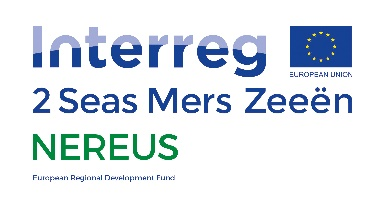 Interreg
EUROPEAN UNION
2 Seas Mers Zeeën
NEREUS
European Regional Development Fund